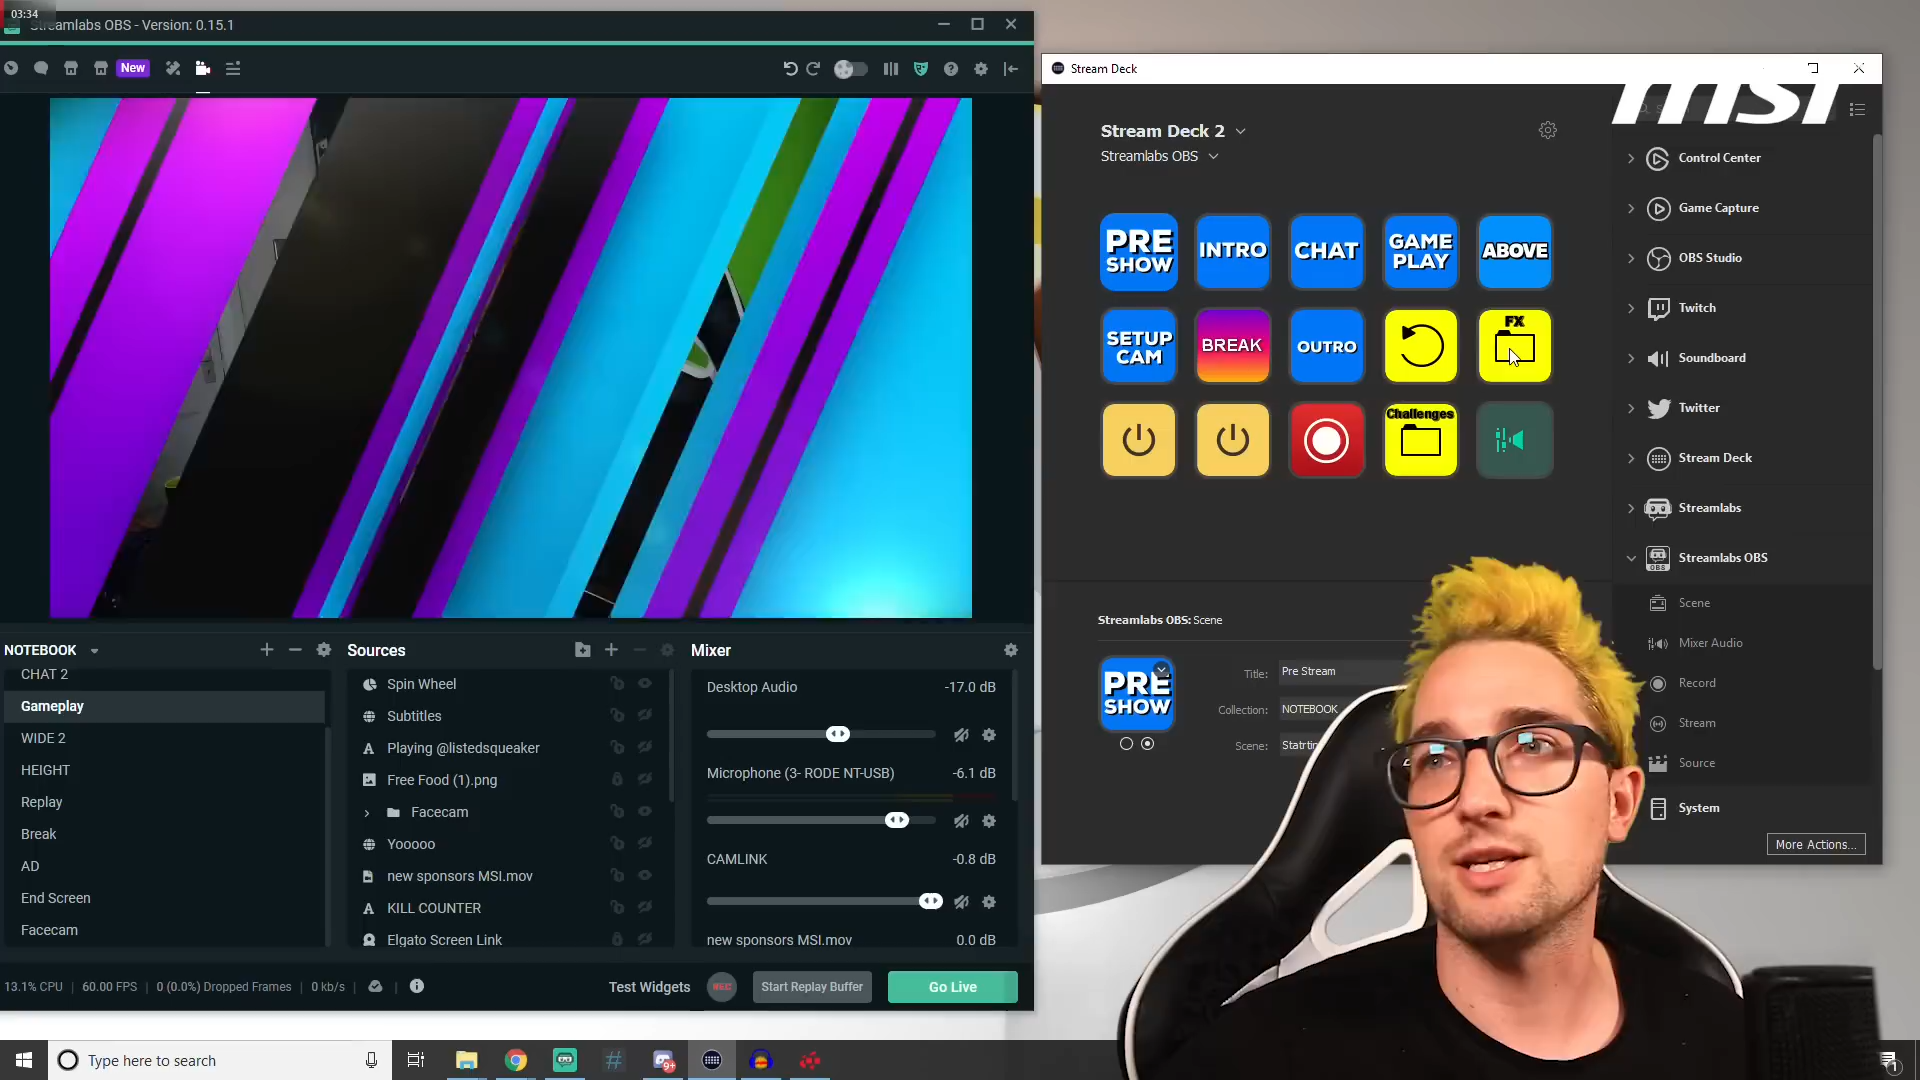 03:34
Streamlabs OBS - Version: 0.15.1
New
NOTEBOOK
CHAT 2
Gameplay
WIDE 2
HEIGHT
Replay
Break
AD
End Screen
Facecam
Sources
Spin Wheel
Subtitles
Playing @listedsqueaker
Free Food (1).png
Facecam
Yooooo
new sponsors MSI.mov
KILL COUNTER
Elgato Screen Link
Mixer
Desktop Audio -17.0 dB
Microphone (3- RODE NT-USB) -6.1 dB
CAMLINK -0.8 dB
new sponsors MSI.mov 0.0 dB
13.1% CPU 60.00 FPS 0 (0.0%) Dropped Frames 0 kb/s
Test Widgets REC Start Replay Buffer Go Live
Stream Deck
msi
Stream Deck 2
Streamlabs OBS
PRE
SHOW
INTRO
CHAT
GAME
PLAY
ABOVE
SETUP
CAM
BREAK
OUTRO
FX
Challenges
Streamlabs OBS: Scene
PRE
SHOW
Title: Pre Stream
Collection: NOTEBOOK
Scene:
Control Center
Game Capture
OBS Studio
Twitch
Soundboard
Twitter
Stream Deck
Streamlabs
OBS
Streamlabs OBS
Scene
Mixer Audio
Record
Stream
Source
System
More Actions...
Type here to search
9+
1